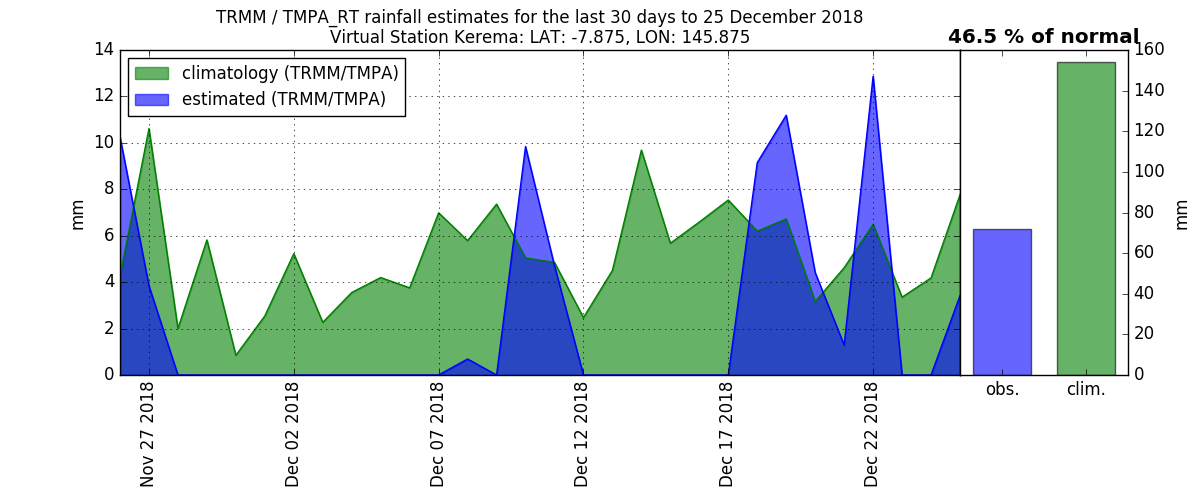 TRMM / TMPA_RT rainfall estimates for the last 30 days to 25 December 2018
Virtual Station Kerema: LAT: -7.875, LON: 145.875
46.5 % of normal
climatology (TRMM/TMPA)
estimated (TRMM/TMPA)
14
12
10
8
6
4
2
0
mm
Nov 27 2018
Dec 02 2018
Dec 07 2018
Dec 12 2018
Dec 17 2018
Dec 22 2018
obs.
clim.
160
140
120
100
80
60
40
20
0
mm